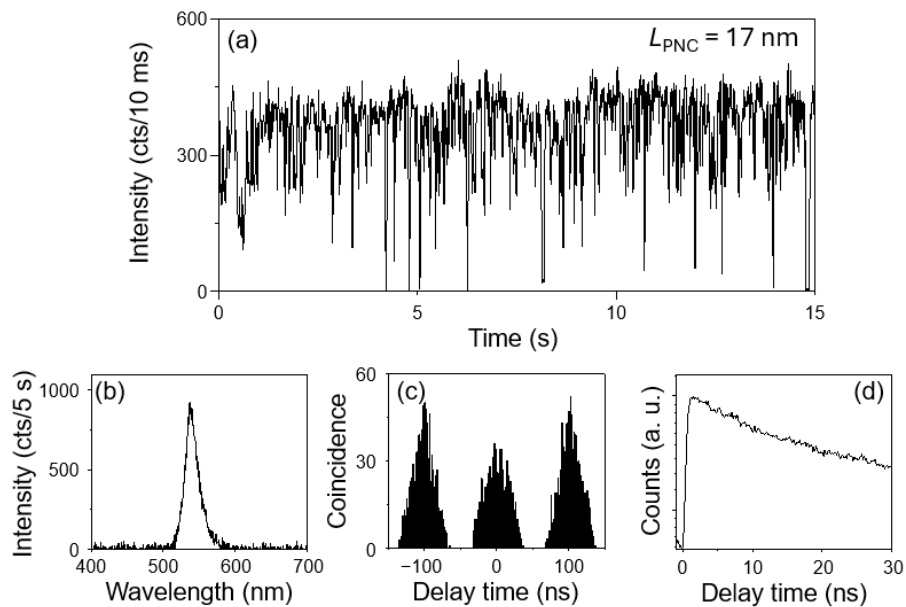 (a)
L_PNC = 17 nm
600
300
0
Intensity (cts/10 ms)
0 5 10 15
Time (s)
(b)
1000
500
0
Intensity (cts/5 s)
400 500 600 700
Wavelength (nm)
(c)
60
30
0
Coincidence
−100 0 100
Delay time (ns)
(d)
Counts (a. u.)
0 10 20 30
Delay time (ns)